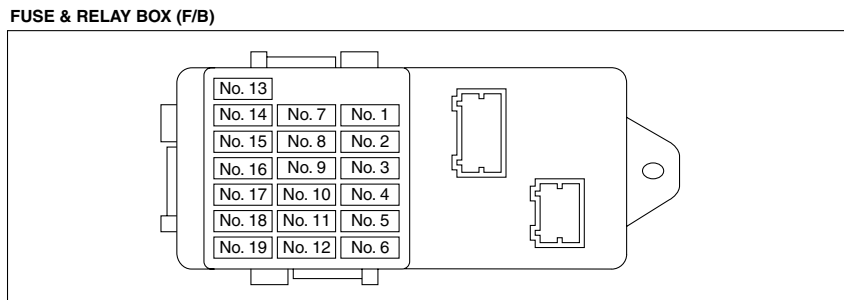 FUSE & RELAY BOX (F/B)
No. 13
No. 14 No. 7 No. 1
No. 15 No. 8 No. 2
No. 16 No. 9 No. 3
No. 17 No. 10 No. 4
No. 18 No. 11 No. 5
No. 19 No. 12 No. 6